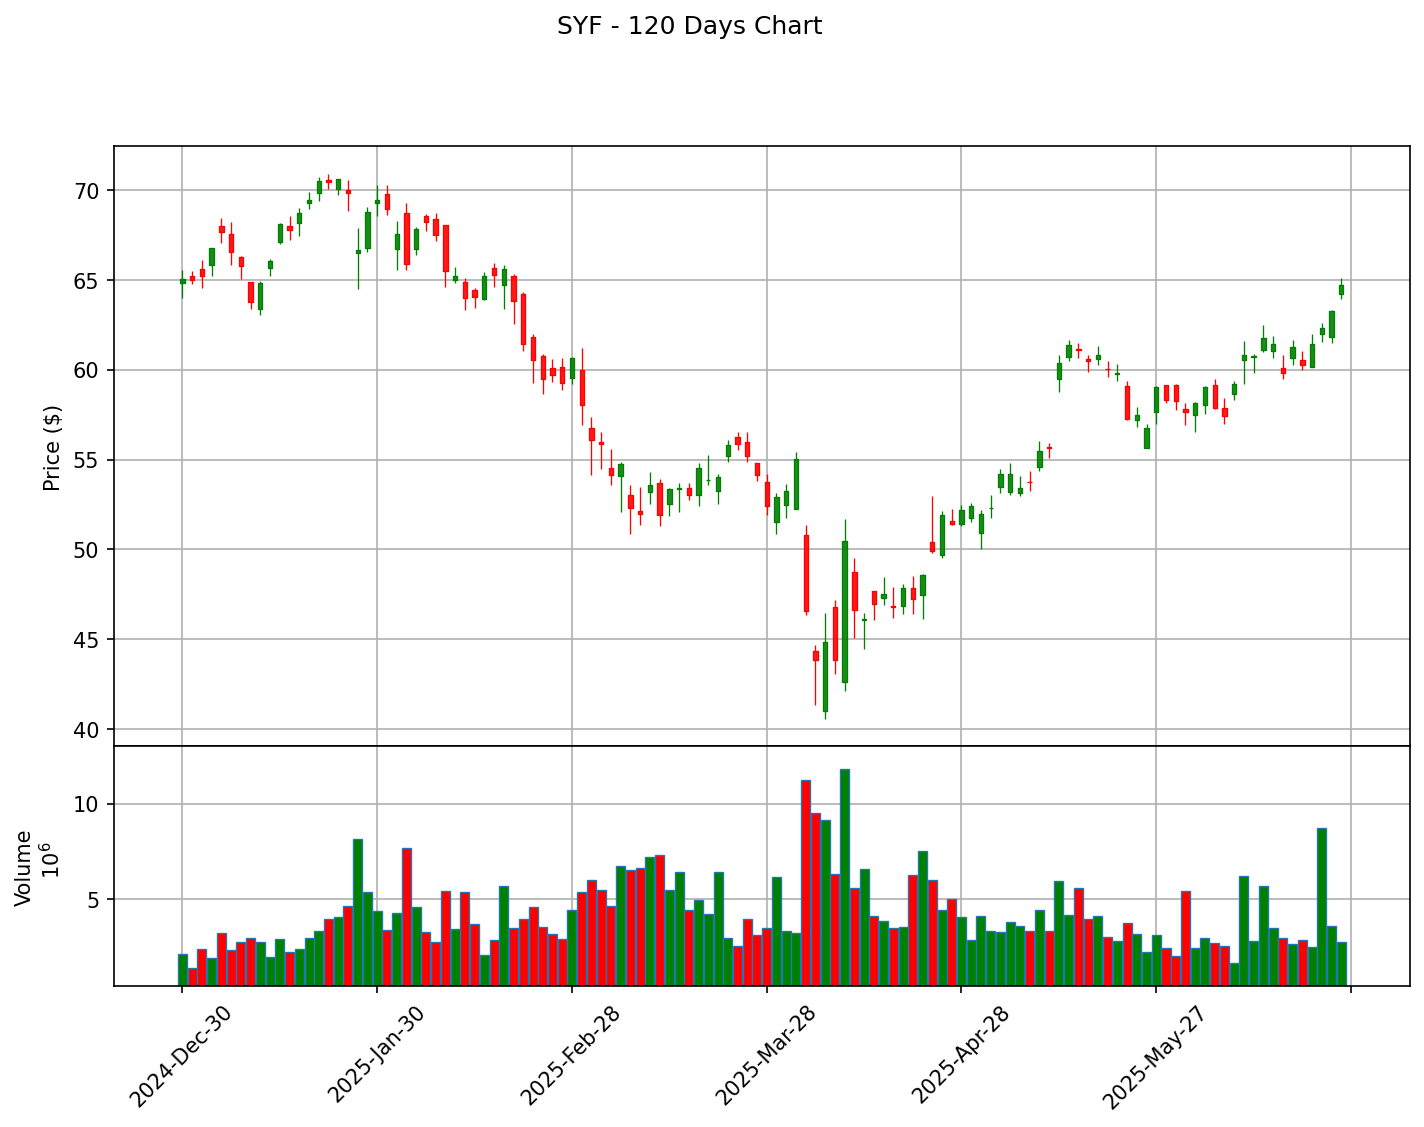 SYF - 120 Days Chart
Price ($)
70
65
60
55
50
45
40
Volume
10^6
10
5
2024-Dec-30
2025-Jan-30
2025-Feb-28
2025-Mar-28
2025-Apr-28
2025-May-27